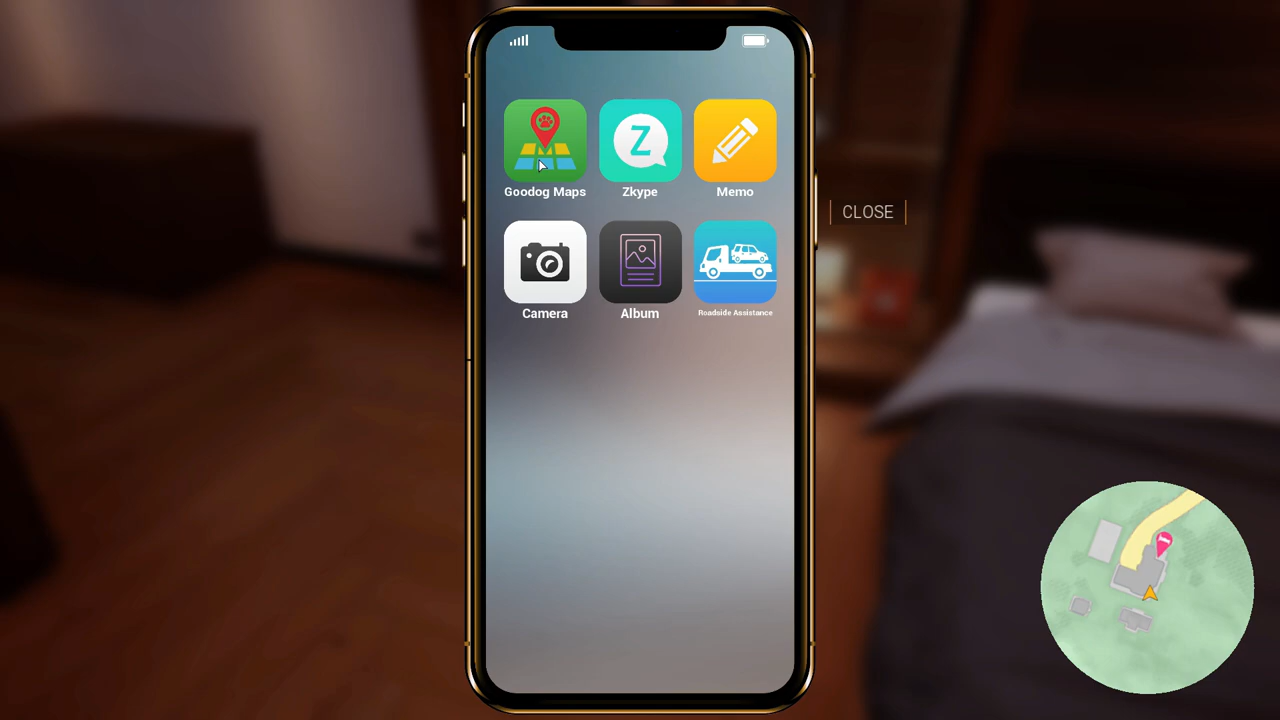 Goodog Maps
Z
Zkype
Memo
CLOSE
Camera
Album
Roadside Assistance